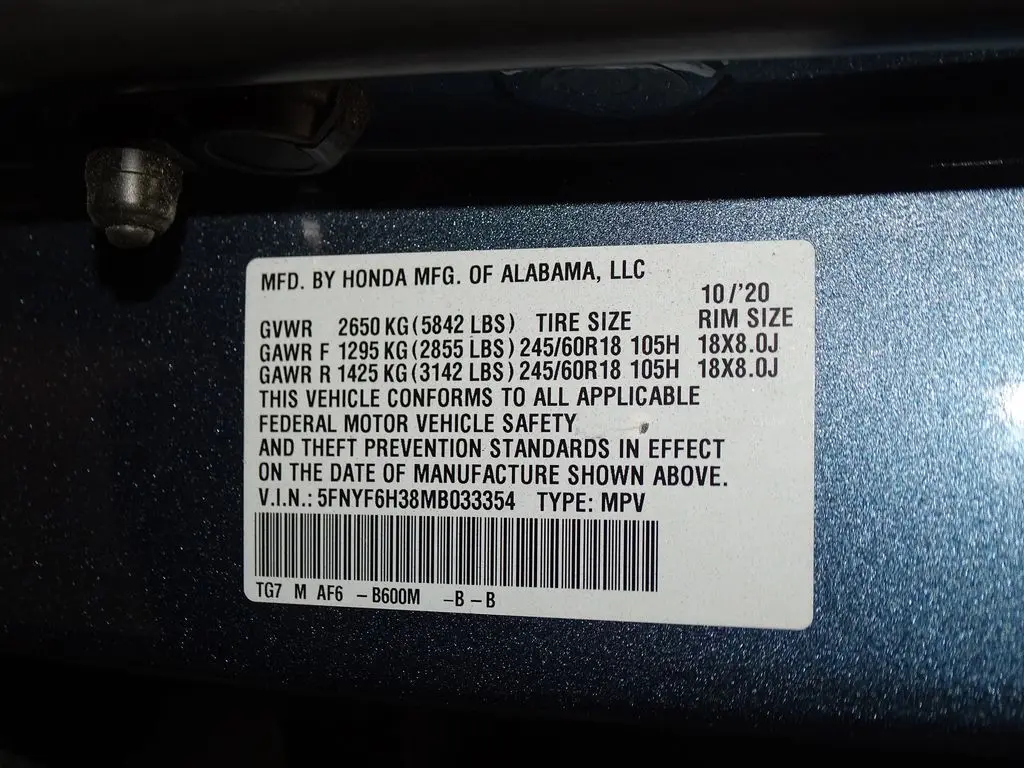 MFD. BY HONDA MFG. OF ALABAMA, LLC
10/'20
GVWR 2650 KG (5842 LBS) TIRE SIZE RIM SIZE
GAWR F 1295 KG (2855 LBS) 245/60R18 105H 18X8.0J
GAWR R 1425 KG (3142 LBS) 245/60R18 105H 18X8.0J
THIS VEHICLE CONFORMS TO ALL APPLICABLE
FEDERAL MOTOR VEHICLE SAFETY
AND THEFT PREVENTION STANDARDS IN EFFECT
ON THE DATE OF MANUFACTURE SHOWN ABOVE.
V.I.N.: 5FNYF6H38MB033354 TYPE: MPV
TG7 M AF6 -B600M -B-B